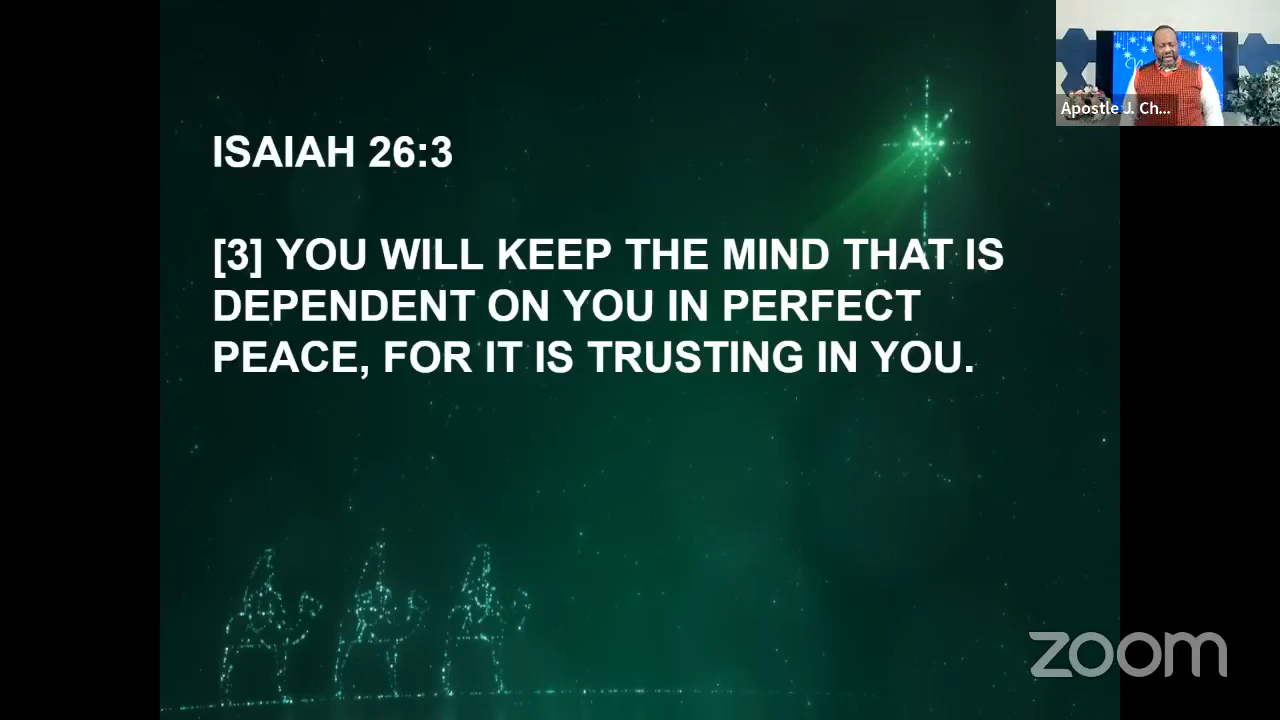 ISAIAH 26:3
[3] YOU WILL KEEP THE MIND THAT IS
DEPENDENT ON YOU IN PERFECT
PEACE, FOR IT IS TRUSTING IN YOU.
Apostle J. Ch...
zoom